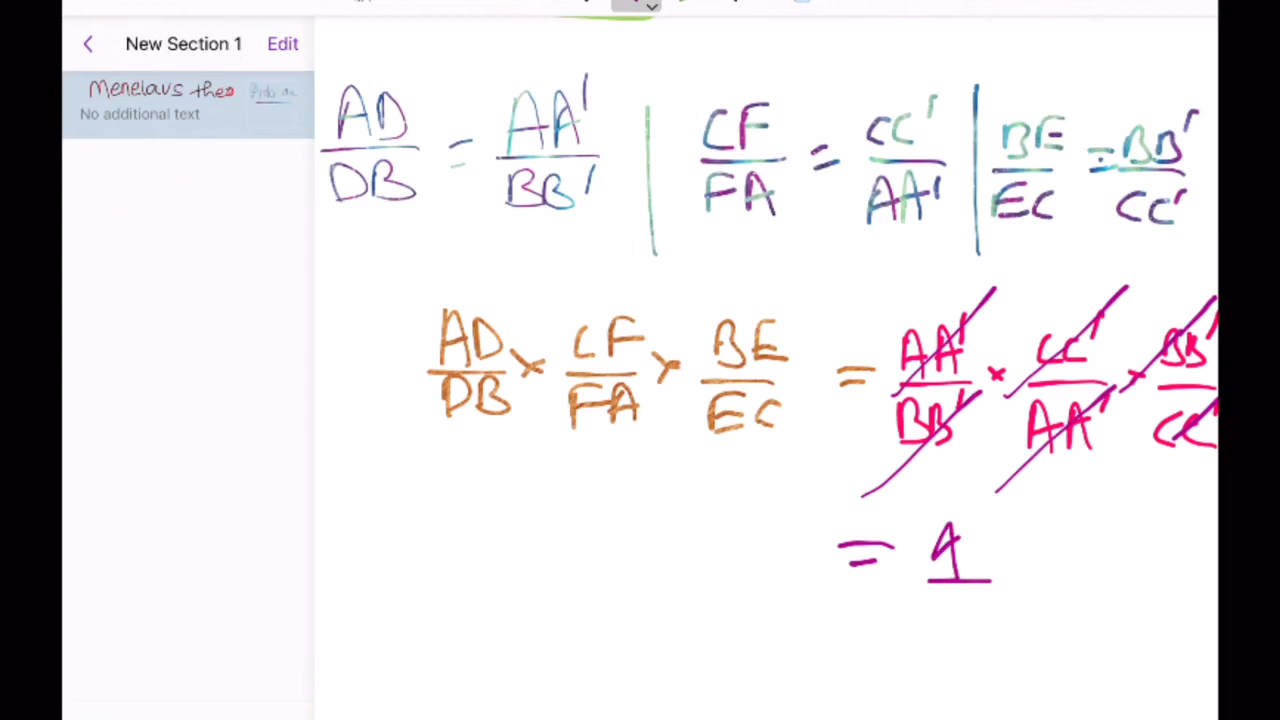 New Section 1 Edit
Menelaus theo
No additional text
AD/DB = AA'/BB' | CF/FA = CC'/AA' | BE/EC = BB'/CC'
AD/DB × CF/FA × BE/EC = AA'/BB' × CC'/AA' × BB'/CC'
= 1